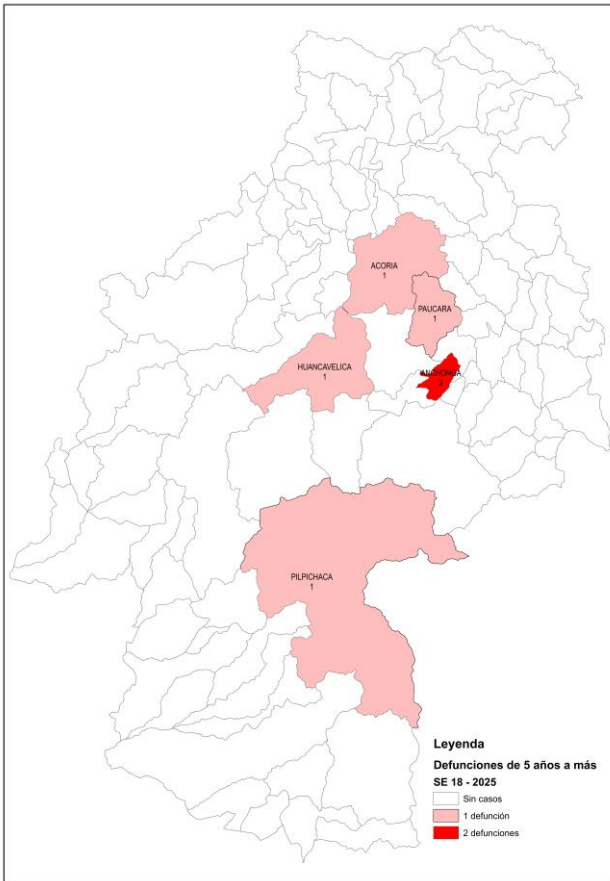 ACORIA
1
PAUCARA
1
HUANCAVELICA
1
ANCHONGA
2
PILPICHACA
1
Leyenda
Defunciones de 5 años a más
SE 18 - 2025
Sin casos
1 defunción
2 defunciones